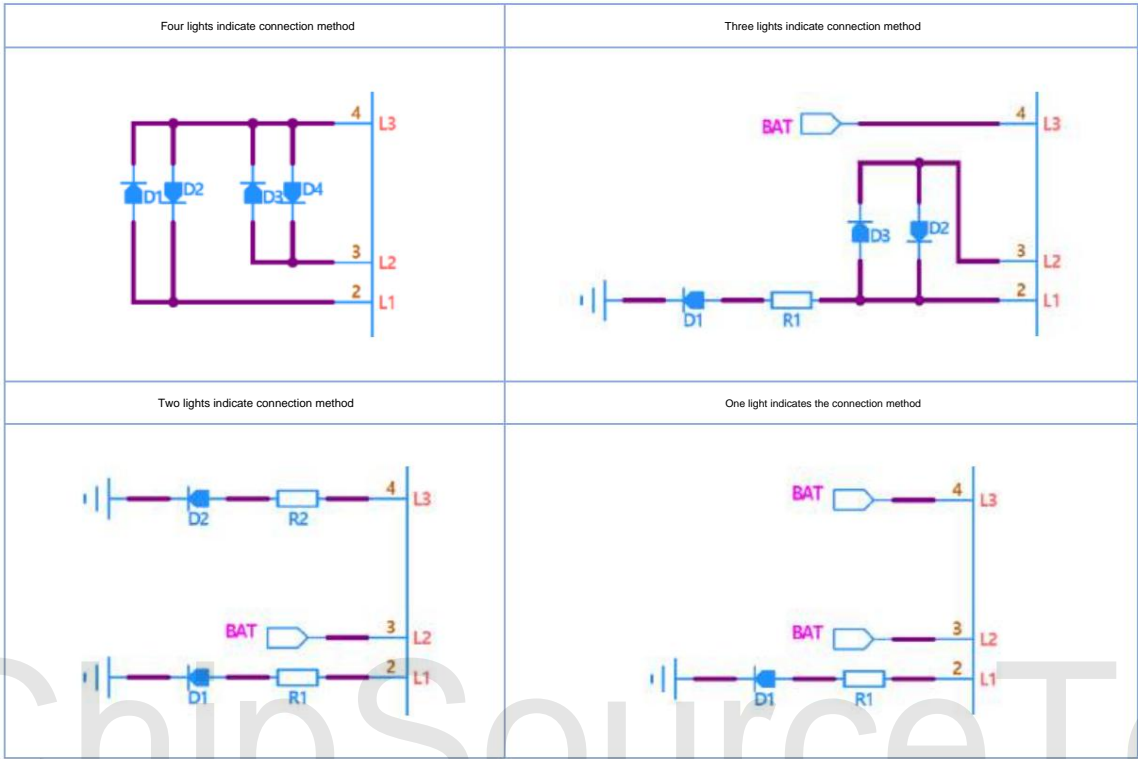 Four lights indicate connection method
Three lights indicate connection method
4
L3
D1
D2
D3
D4
3
L2
2
L1
BAT
4
L3
D3
D2
3
L2
2
L1
D1
R1
Two lights indicate connection method
One light indicates the connection method
4
L3
D2
R2
BAT
3
L2
2
L1
D1
R1
BAT
4
L3
BAT
3
L2
2
L1
D1
R1
ChipSourceTe